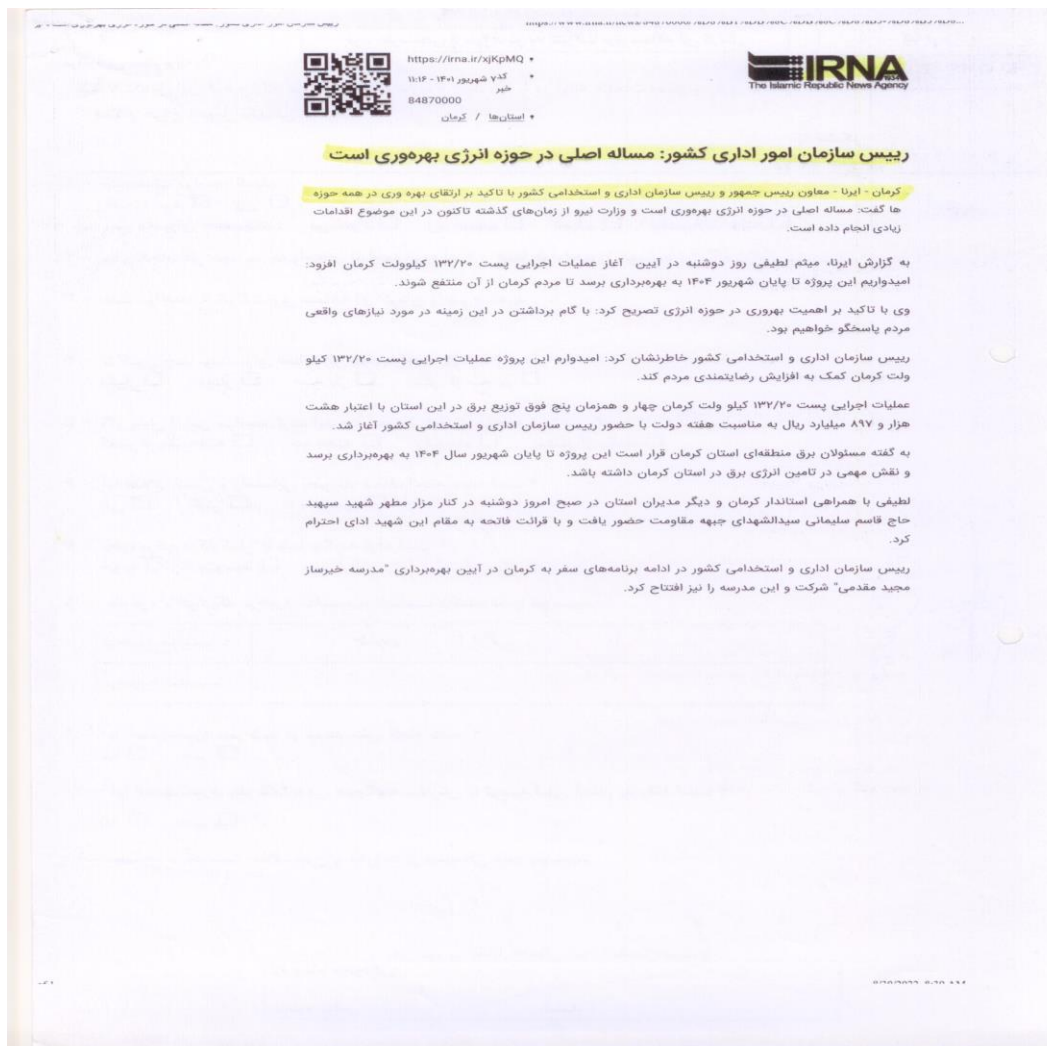 https://irna.ir/xjKpMQ
کد ۷ شهریور ۱۴۰۱ - ۱۱:۱۶
خبر
84870000
استان‌ها / کرمان
IRNA
1934
The Islamic Republic News Agency
رییس سازمان امور اداری کشور: مساله اصلی در حوزه انرژی بهره‌وری است
کرمان - ایرنا - معاون رییس جمهور و رییس سازمان اداری و استخدامی کشور با تاکید بر ارتقای بهره وری در همه حوزه
ها گفت: مساله اصلی در حوزه انرژی بهره‌وری است و وزارت نیرو از زمان‌های گذشته تاکنون در این موضوع اقدامات
زیادی انجام داده است.
به گزارش ایرنا، میثم لطیفی روز دوشنبه در آیین آغاز عملیات اجرایی پست ۱۳۲/۲۰ کیلوولت کرمان افزود:
امیدواریم این پروژه تا پایان شهریور ۱۴۰۴ به بهره‌برداری برسد تا مردم کرمان از آن منتفع شوند.
وی با تاکید بر اهمیت بهروری در حوزه انرژی تصریح کرد: با گام برداشتن در این زمینه در مورد نیازهای واقعی
مردم پاسخگو خواهیم بود.
رییس سازمان اداری و استخدامی کشور خاطرنشان کرد: امیدوارم این پروژه عملیات اجرایی پست ۱۳۲/۲۰ کیلو
ولت کرمان کمک به افزایش رضایتمندی مردم کند.
عملیات اجرایی پست ۱۳۲/۲۰ کیلو ولت کرمان چهار و همزمان پنج فوق توزیع برق در این استان با اعتبار هشت
هزار و ۸۹۷ میلیارد ریال به مناسبت هفته دولت با حضور رییس سازمان اداری و استخدامی کشور آغاز شد.
به گفته مسئولان برق منطقه‌ای استان کرمان قرار است این پروژه تا پایان شهریور سال ۱۴۰۴ به بهره‌برداری برسد
و نقش مهمی در تامین انرژی برق در استان کرمان داشته باشد.
لطیفی با همراهی استاندار کرمان و دیگر مدیران استان در صبح امروز دوشنبه در کنار مزار مطهر شهید سپهبد
حاج قاسم سلیمانی سیدالشهدای جبهه مقاومت حضور یافت و با قرائت فاتحه به مقام این شهید ادای احترام
کرد.
رییس سازمان اداری و استخدامی کشور در ادامه برنامه‌های سفر به کرمان در آیین بهره‌برداری "مدرسه خیرساز
مجید مقدمی" شرکت و این مدرسه را نیز افتتاح کرد.